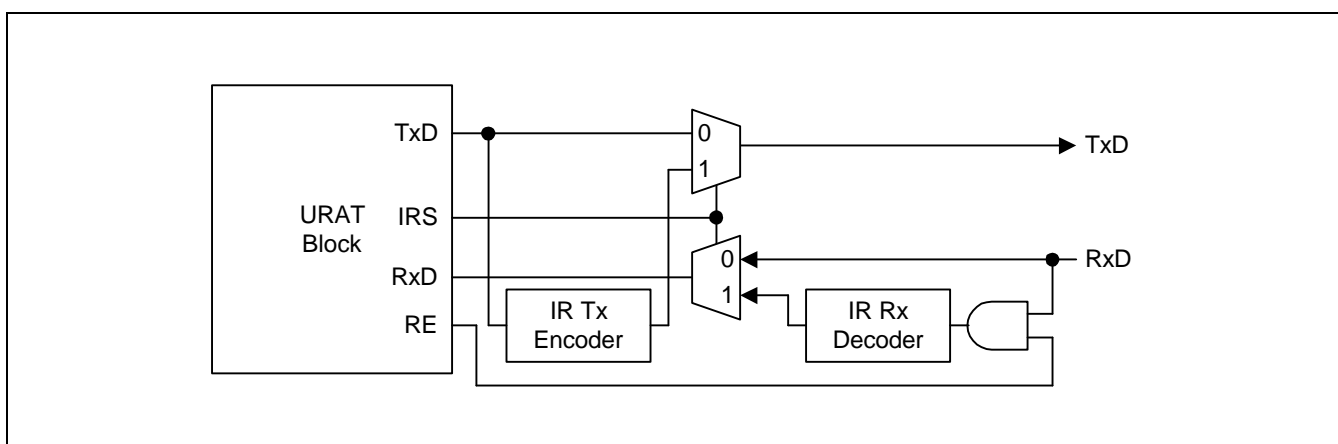 TxD
0
TxD
1
URAT
Block
IRS
0
RxD
RxD
1
IR Tx
Encoder
IR Rx
Decoder
RE